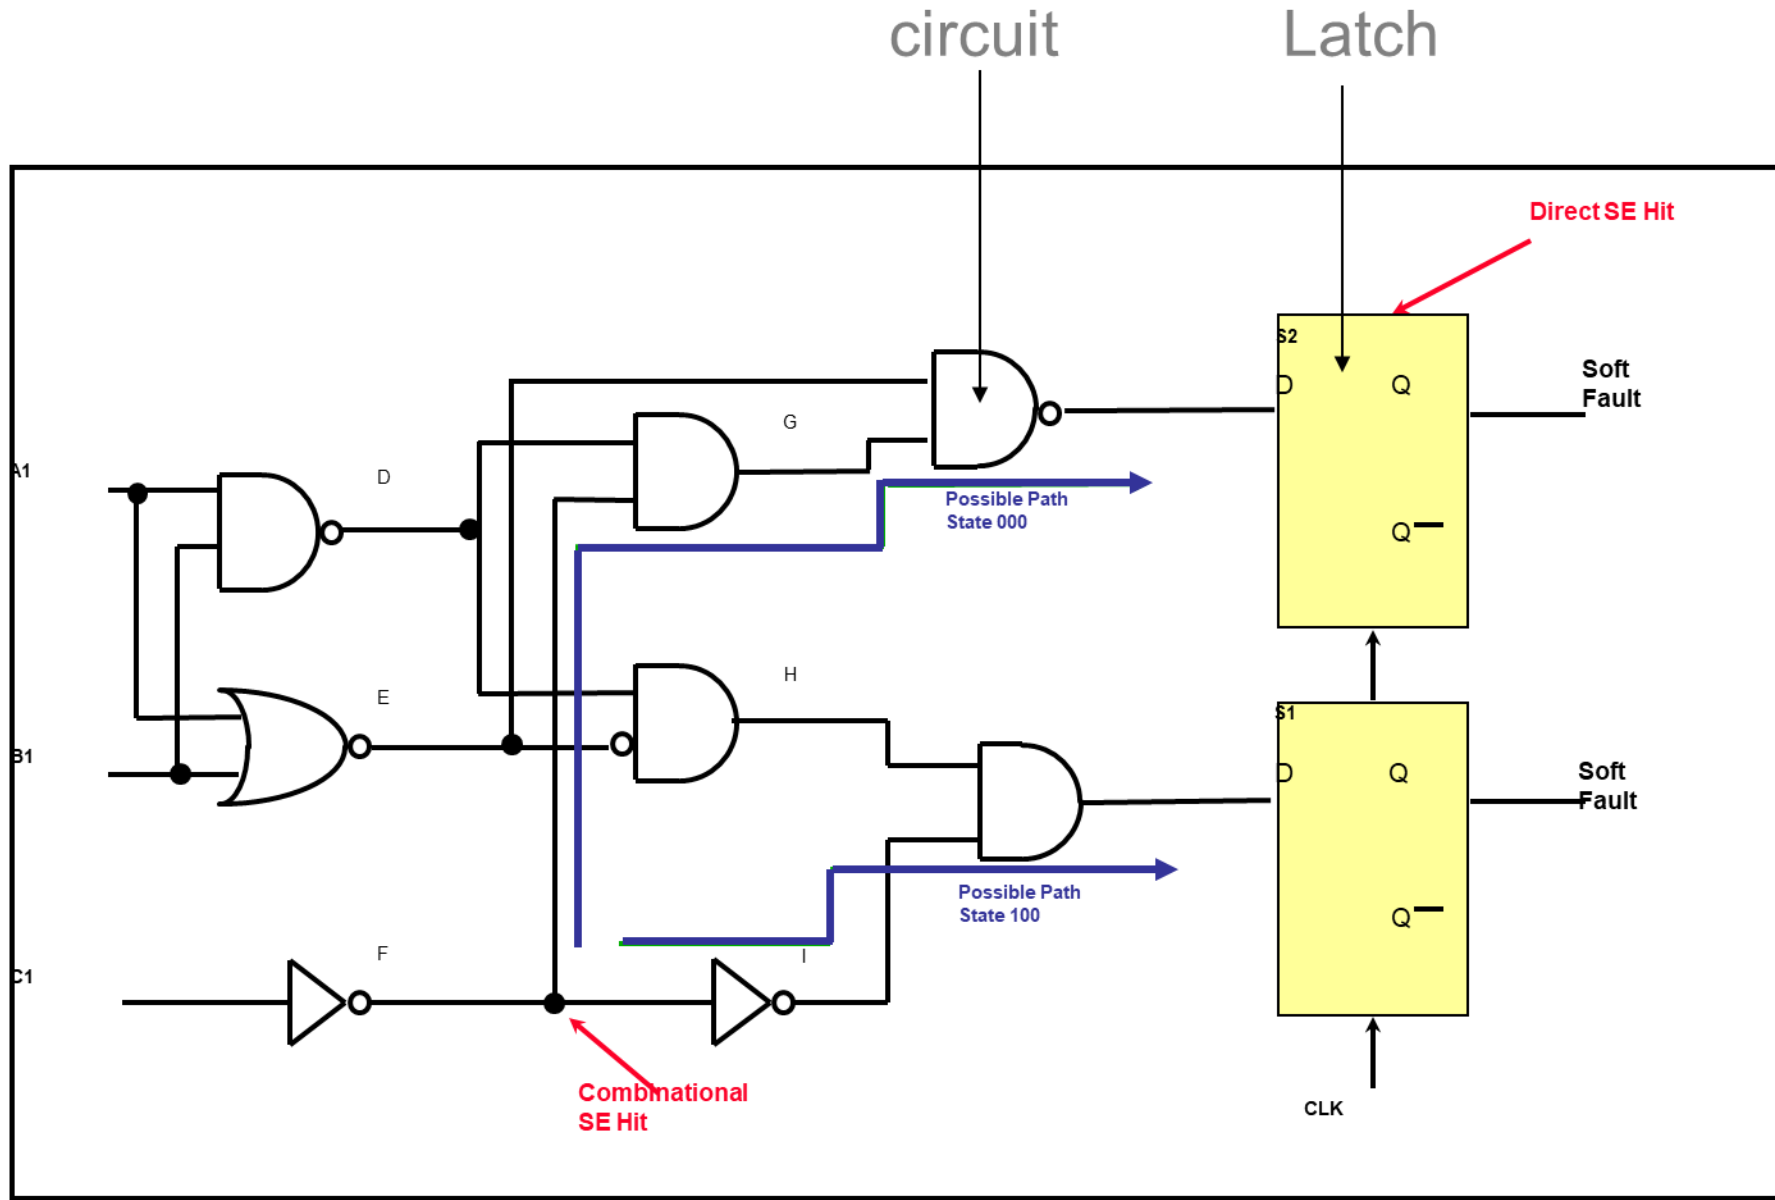 circuit
Latch
Direct SE Hit
S2
D
Q
Soft
Fault
Q
G
A1
D
Possible Path
State 000
H
E
B1
S1
D
Q
Soft
Fault
Possible Path
State 100
Q
F
I
C1
Combinational
SE Hit
CLK